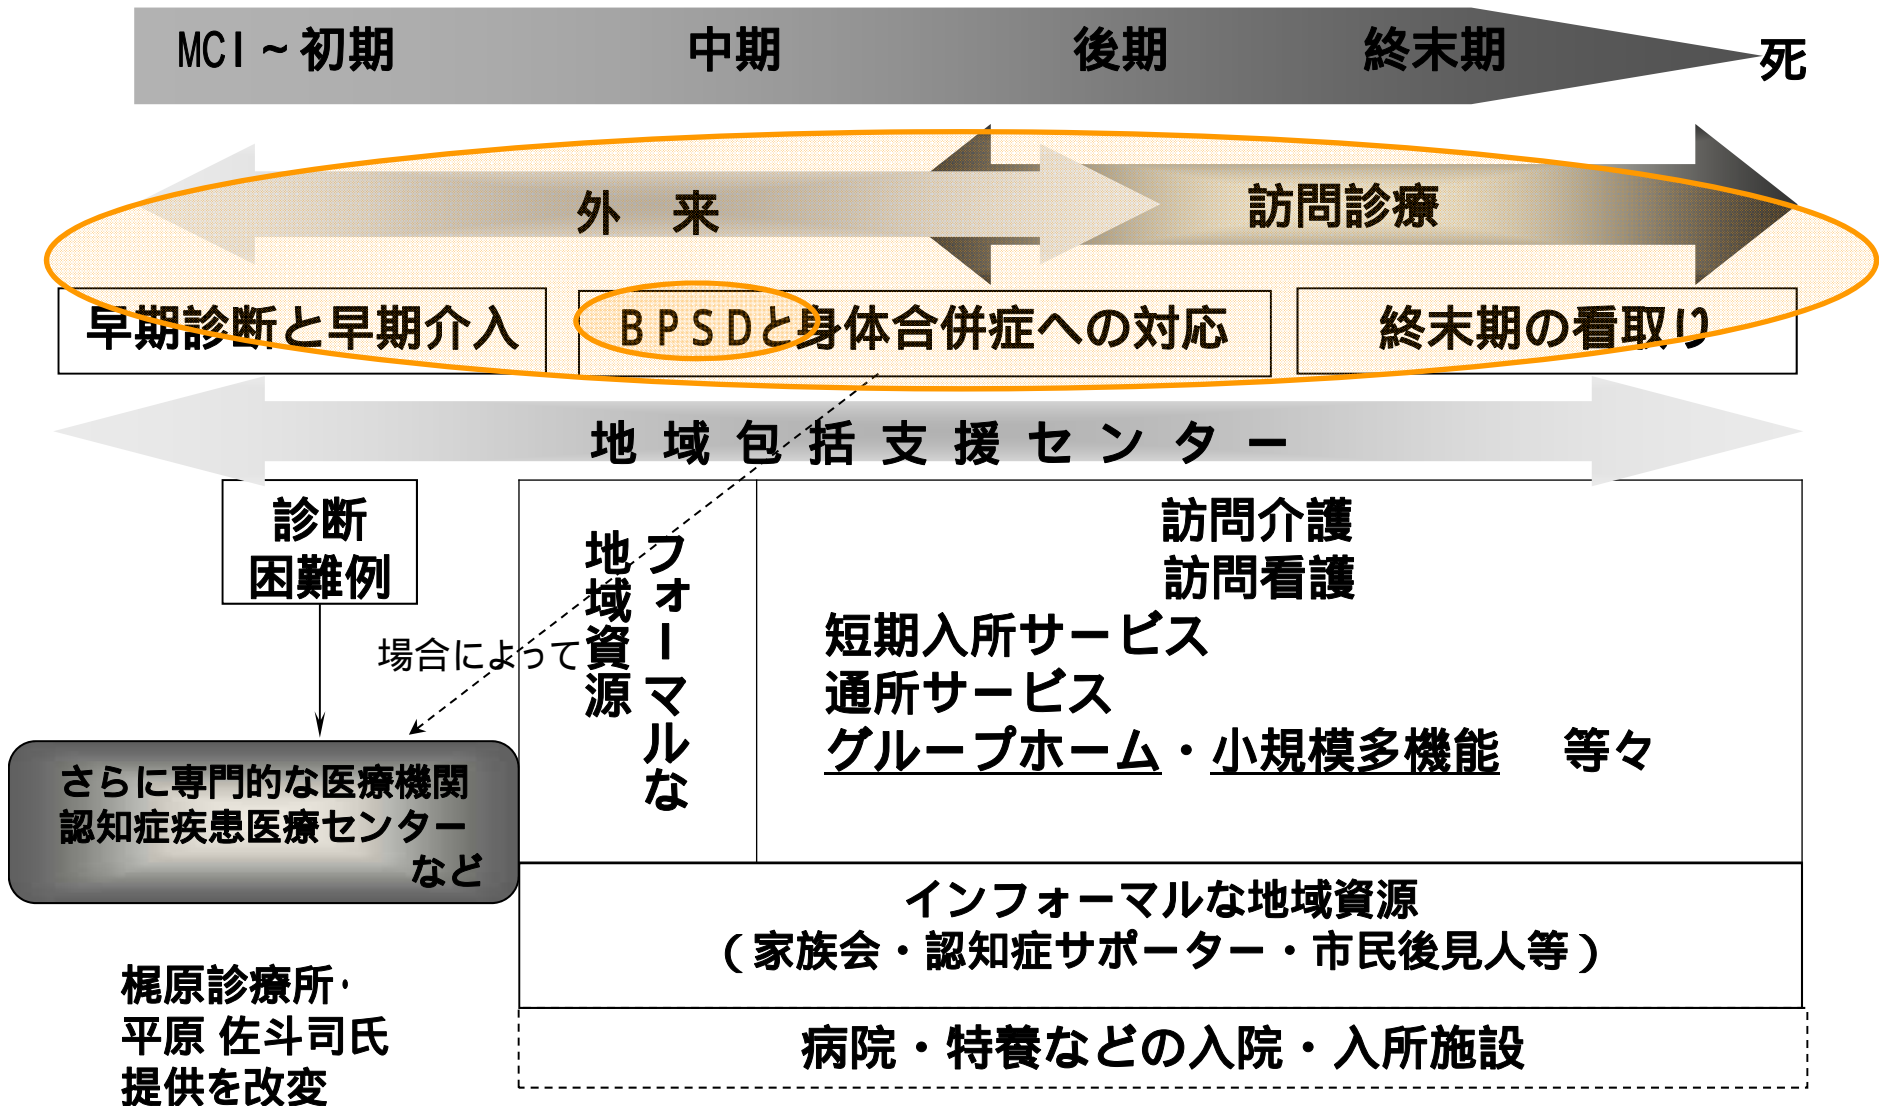 MCI～初期
中期
後期
終末期
死
外　来
訪問診療
早期診断と早期介入
ＢＰＳＤと身体合併症への対応
終末期の看取り
地域包括支援センター
診断
困難例
場合によって
さらに専門的な医療機関
認知症疾患医療センター
など
フォーマルな
地域資源
訪問介護
訪問看護
短期入所サービス
通所サービス
グループホーム・小規模多機能　等々
インフォーマルな地域資源
（家族会・認知症サポーター・市民後見人等）
病院・特養などの入院・入所施設
梶原診療所・
平原 佐斗司氏
提供を改変